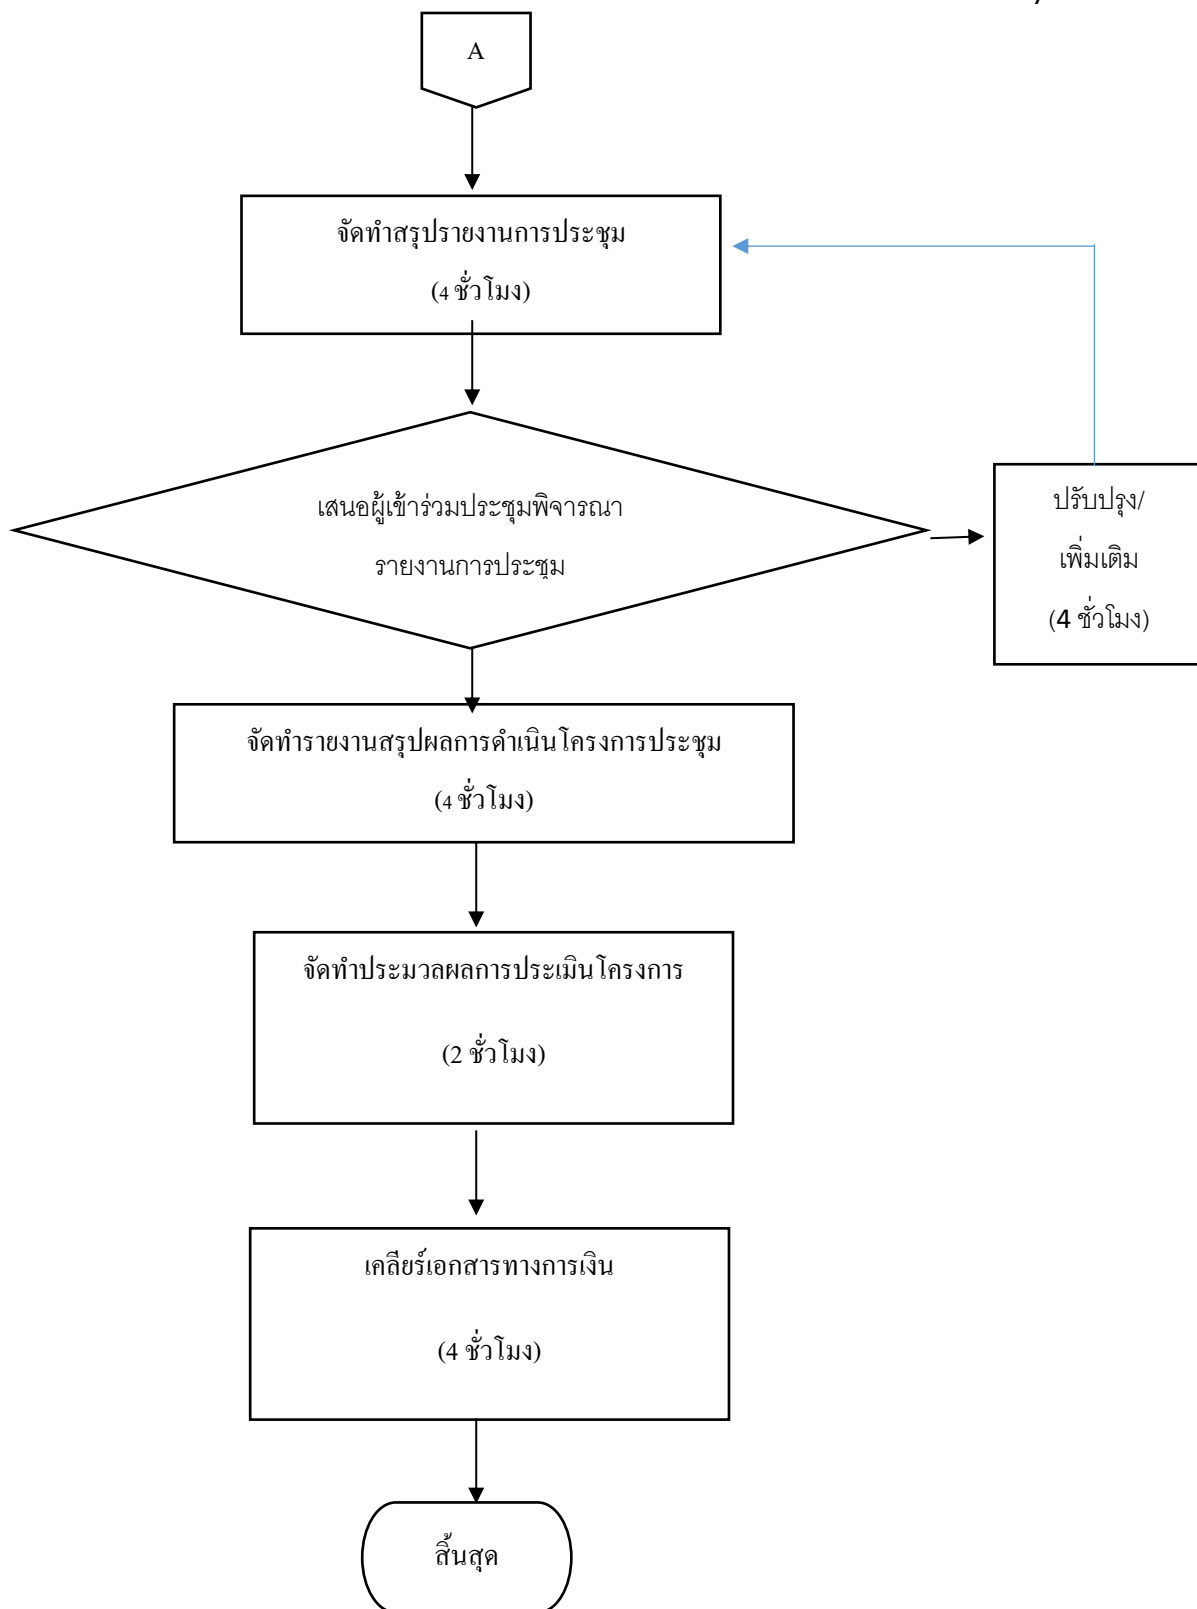 A
จัดทำสรุปรายงานการประชุม
(4 ชั่วโมง)
เสนอผู้เข้าร่วมประชุมพิจารณา
รายงานการประชุม
ปรับปรุง/
เพิ่มเติม
(4 ชั่วโมง)
จัดทำรายงานสรุปผลการดำเนินโครงการประชุม
(4 ชั่วโมง)
จัดทำประมวลผลการประเมินโครงการ
(2 ชั่วโมง)
เคลียร์เอกสารทางการเงิน
(4 ชั่วโมง)
สิ้นสุด